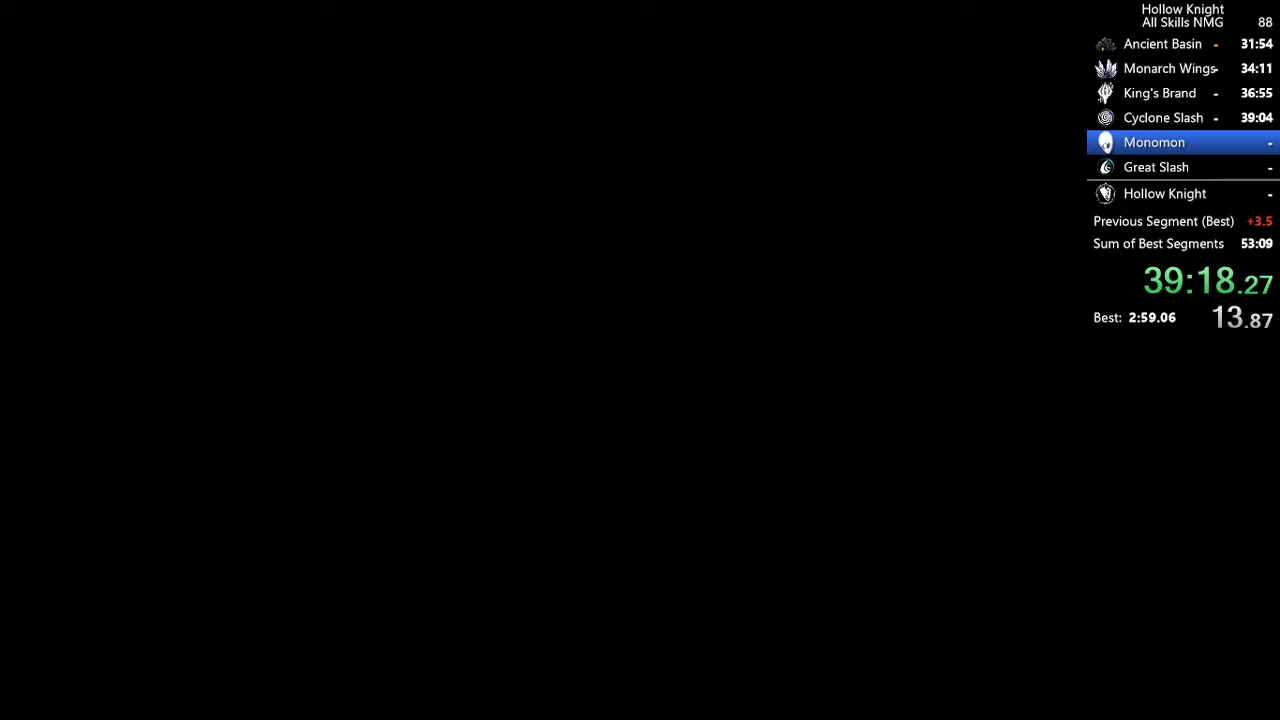 Hollow Knight
All Skills NMG 88
Ancient Basin - 31:54
Monarch Wings- 34:11
King's Brand - 36:55
Cyclone Slash - 39:04
Monomon -
Great Slash -
Hollow Knight -
Previous Segment (Best) +3.5
Sum of Best Segments 53:09
39:18.27
Best: 2:59.06 13.87